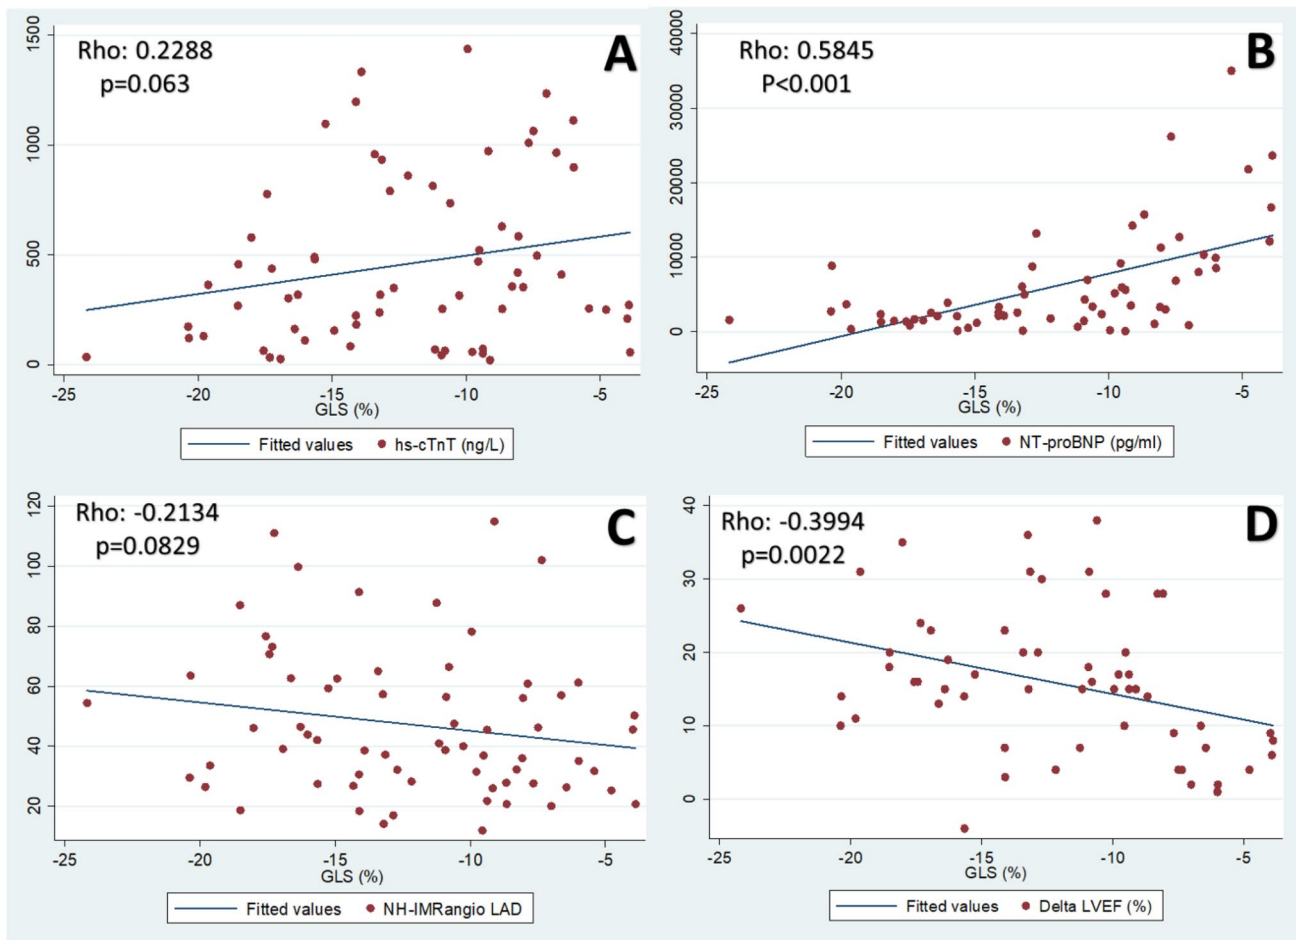 Rho: 0.2288
p=0.063
A
1500
1000
500
0
-25 -20 -15 -10 -5
GLS (%)
Fitted values hs-cTnT (ng/L)
Rho: 0.5845
P<0.001
B
40000
30000
20000
10000
0
-25 -20 -15 -10 -5
GLS (%)
Fitted values NT-proBNP (pg/ml)
Rho: -0.2134
p=0.0829
C
120
100
80
60
40
20
-25 -20 -15 -10 -5
GLS (%)
Fitted values NH-IMRangio LAD
Rho: -0.3994
p=0.0022
D
40
30
20
10
0
-25 -20 -15 -10 -5
GLS (%)
Fitted values Delta LVEF (%)